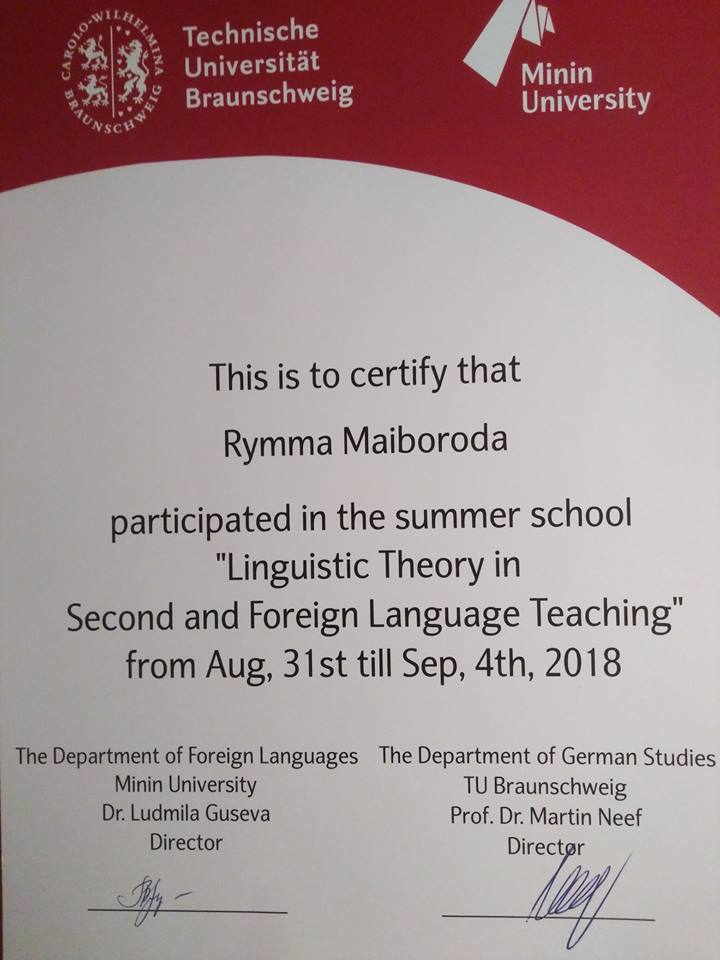 CAROLO-WILHELMINA
BRAUNSCHWEIG
Technische
Universität
Braunschweig
Minin
University
This is to certify that
Rymma Maiboroda
participated in the summer school
"Linguistic Theory in
Second and Foreign Language Teaching"
from Aug, 31st till Sep, 4th, 2018
The Department of Foreign Languages
Minin University
Dr. Ludmila Guseva
Director
The Department of German Studies
TU Braunschweig
Prof. Dr. Martin Neef
Director